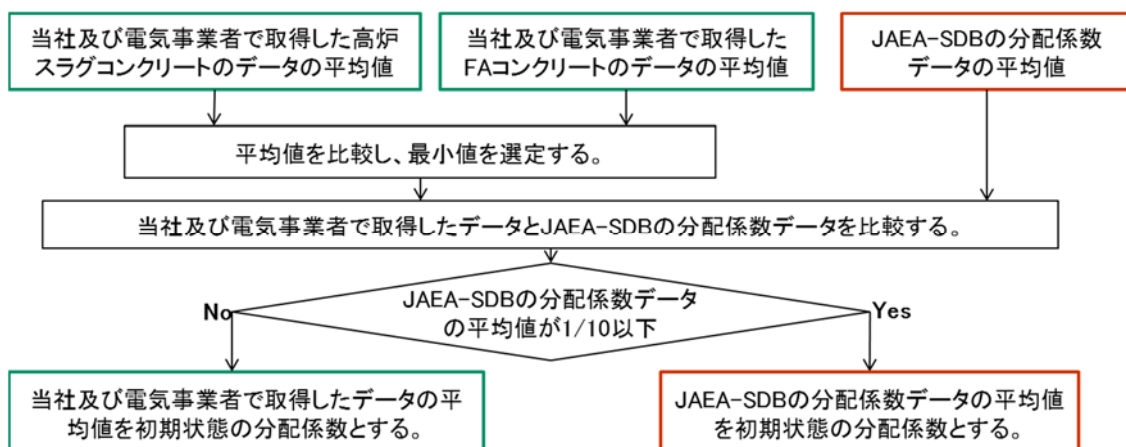 当社及び電気事業者で取得した高炉
スラグコンクリートのデータの平均値
当社及び電気事業者で取得した
FAコンクリートのデータの平均値
JAEA-SDBの分配係数
データの平均値
平均値を比較し、最小値を選定する。
当社及び電気事業者で取得したデータとJAEA-SDBの分配係数データを比較する。
JAEA-SDBの分配係数データ
の平均値が1/10以下
No
Yes
当社及び電気事業者で取得したデータの平
均値を初期状態の分配係数とする。
JAEA-SDBの分配係数データの平均値
を初期状態の分配係数とする。